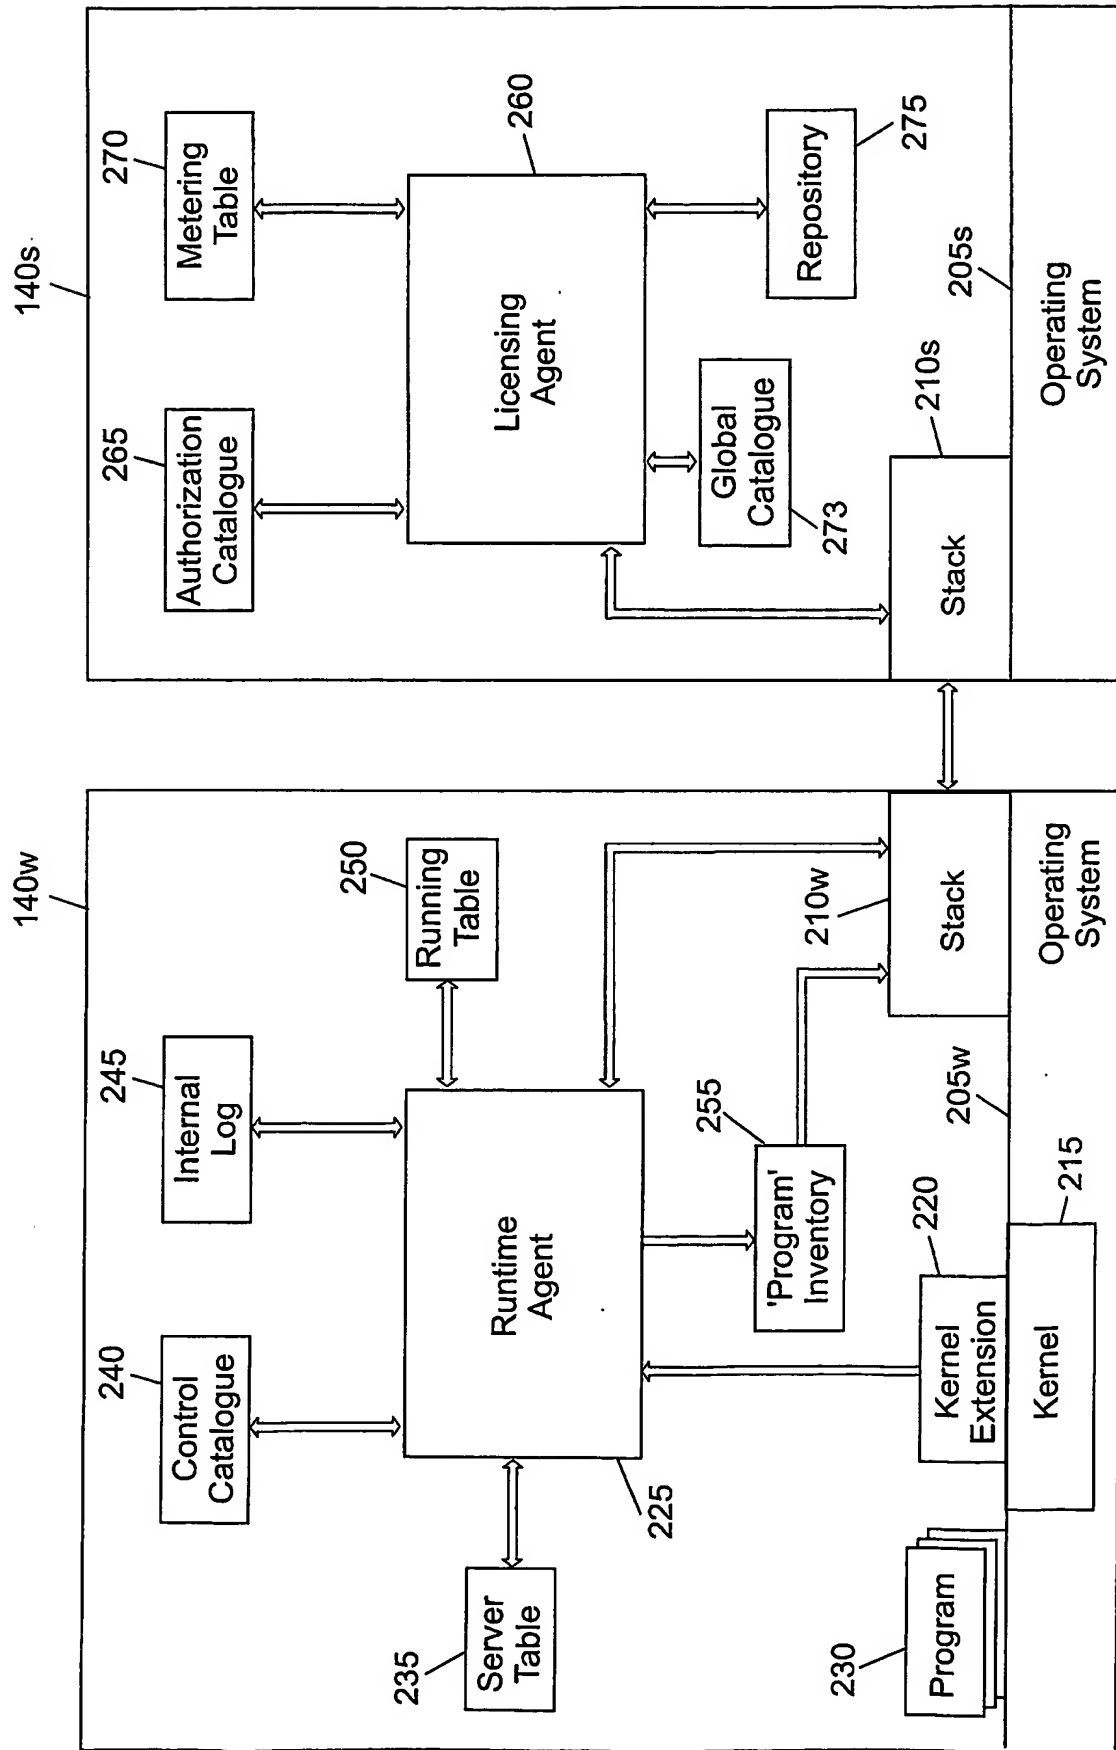 140w
240
Control
Catalogue
245
Internal
Log
250
Running
Table
235
Server
Table
Runtime
Agent
225
255
'Program'
Inventory
210w
Stack
230
Program
220
Kernel
Extension
205w
215
Kernel
Operating
System
140s
265
Authorization
Catalogue
270
Metering
Table
260
Licensing
Agent
Global
Catalogue
273
Repository
275
210s
Stack
205s
Operating
System